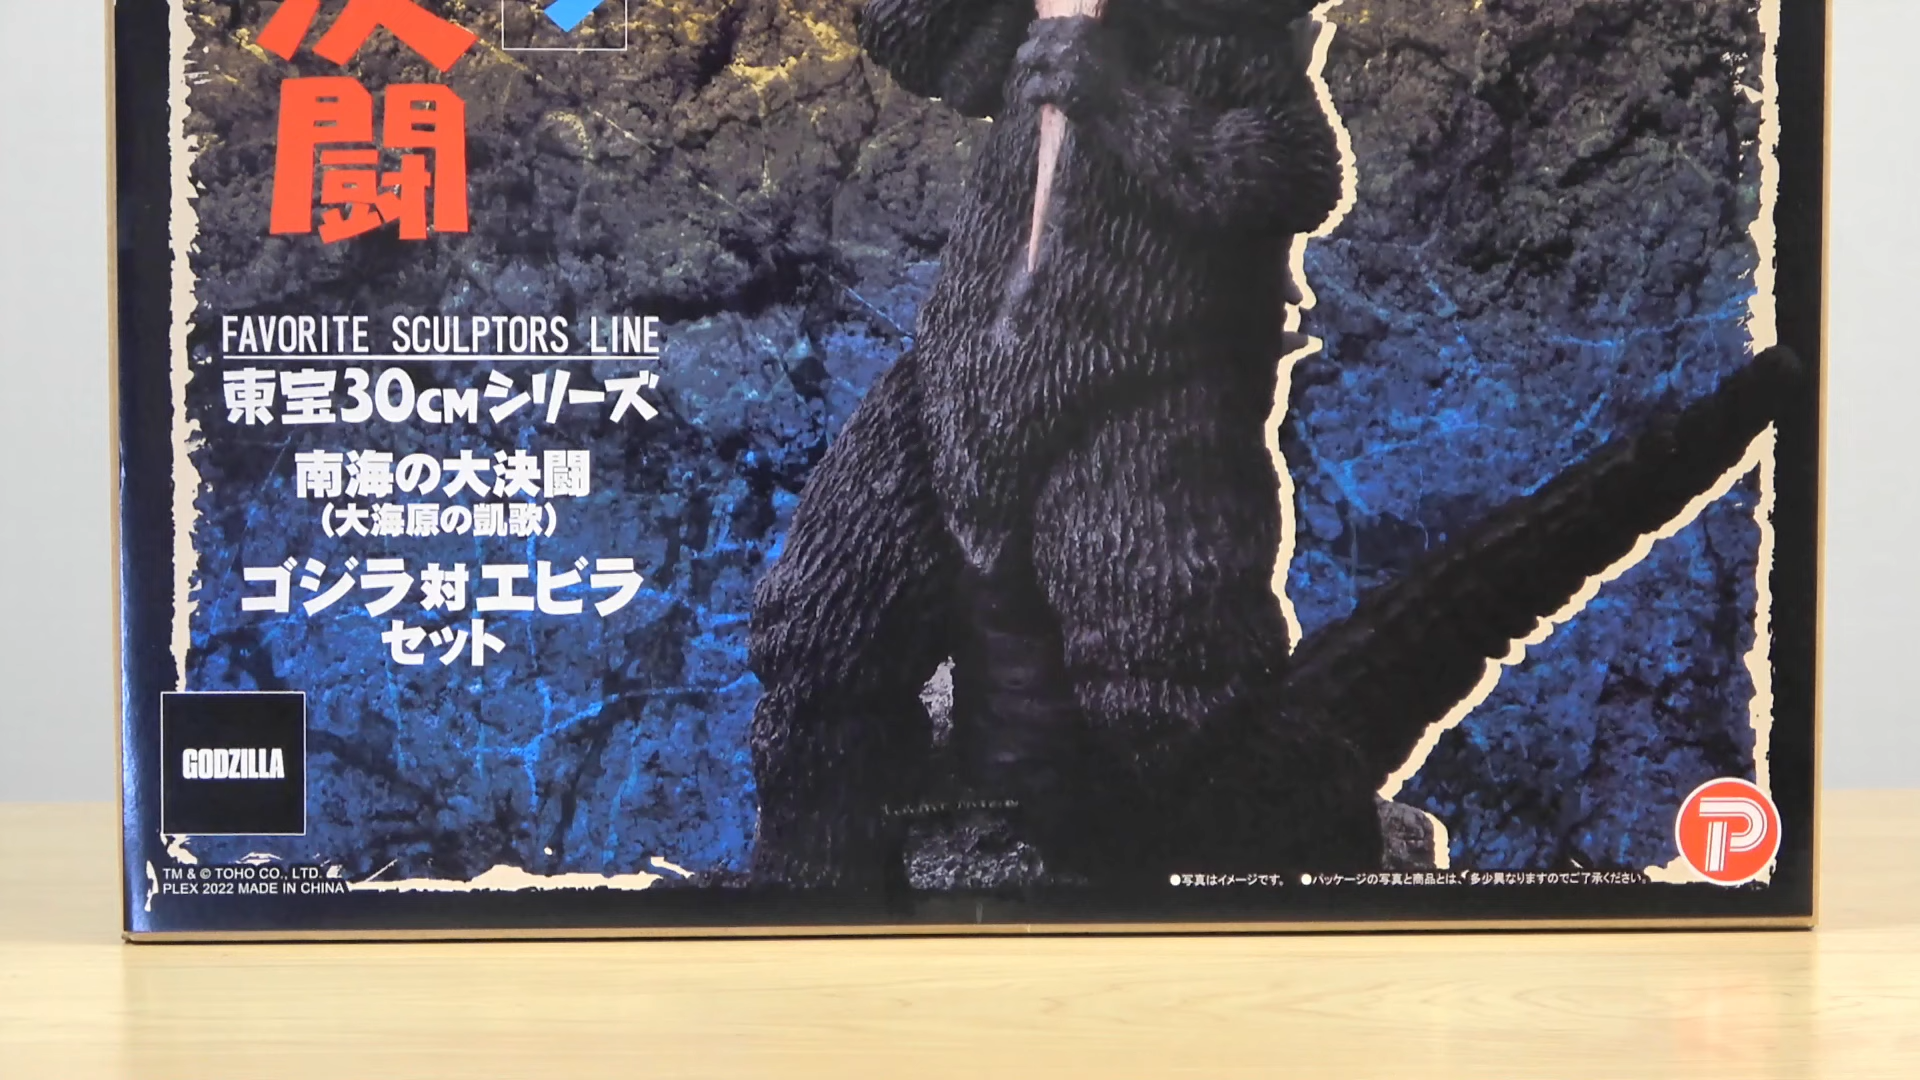 闘
FAVORITE SCULPTORS LINE
東宝30CMシリーズ
南海の大決闘
(大海原の凱歌)
ゴジラ対エビラ
セット
GODZILLA
TM & © TOHO CO., LTD.
PLEX 2022 MADE IN CHINA
●写真はイメージです。 ●パッケージの写真と商品とは、多少異なりますのでご了承ください。
P